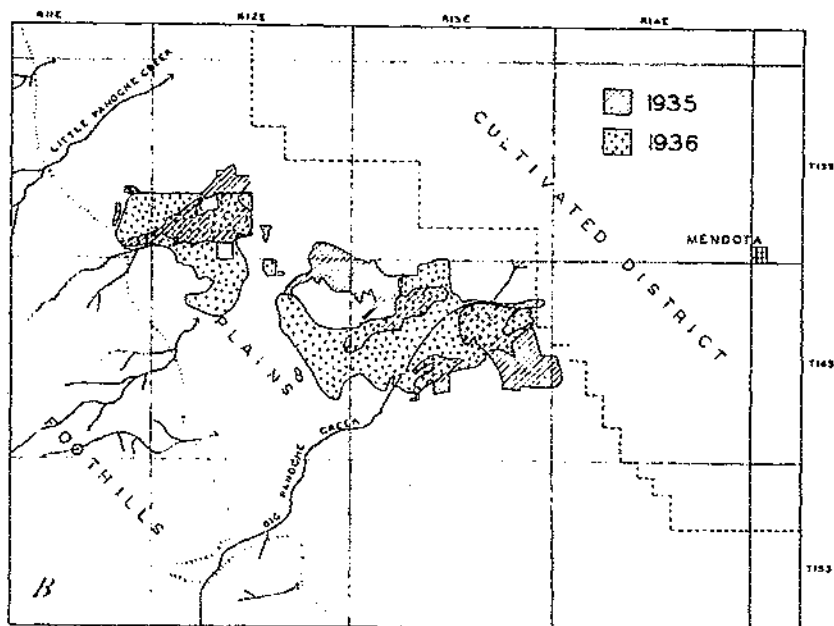 R11E R12E R13E R14E
LITTLE PANOCHE CREEK
1935
1936
CULTIVATED DISTRICT
T13S
MENDOTA
PLAINS
T14S
FOOTHILLS
BIG PANOCHE CREEK
T15S
B